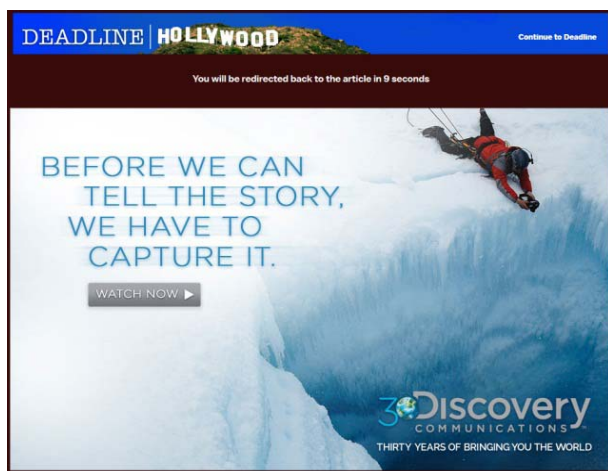 DEADLINE HOLLYWOOD
Continue to Deadline
You will be redirected back to the article in 9 seconds
BEFORE WE CAN
TELL THE STORY,
WE HAVE TO
CAPTURE IT.
WATCH NOW
30 Discovery
COMMUNICATIONS
THIRTY YEARS OF BRINGING YOU THE WORLD